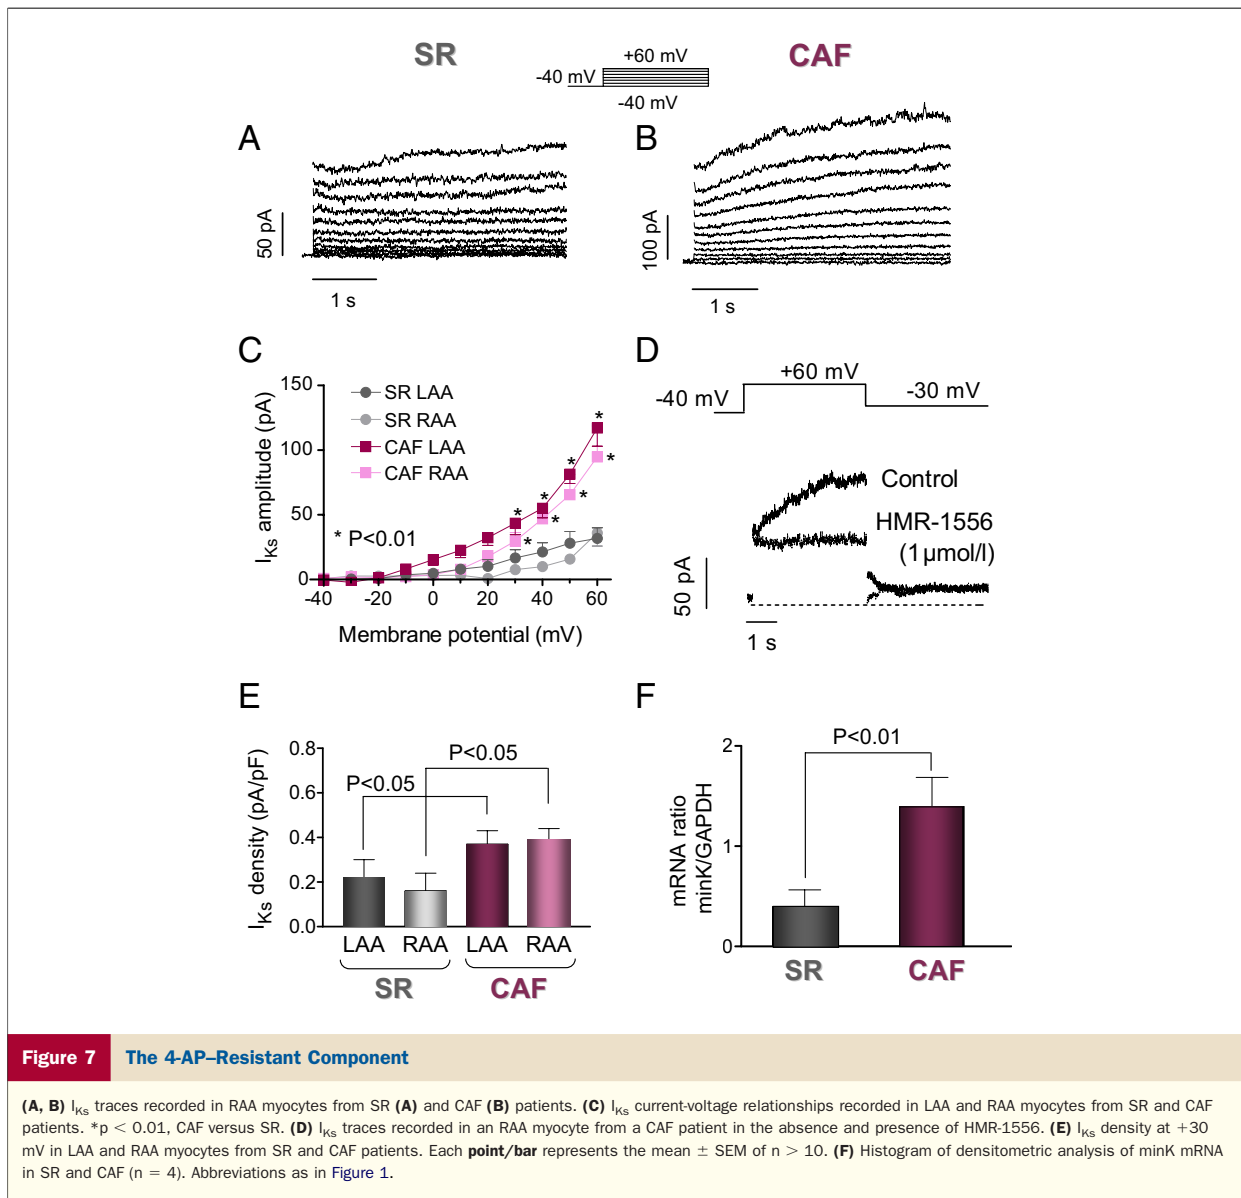 SR
CAF
+60 mV
-40 mV
-40 mV
A
B
50 pA
1 s
100 pA
1 s
C
I_Ks amplitude (pA)
150
100
50
0
SR LAA
SR RAA
CAF LAA
CAF RAA
* P<0.01
* * * * *
* * * *
-40 -20 0 20 40 60
Membrane potential (mV)
D
+60 mV
-40 mV
-30 mV
Control
HMR-1556
(1µmol/l)
50 pA
1 s
E
I_Ks density (pA/pF)
0.8
0.6
0.4
0.2
0.0
P<0.05
P<0.05
LAA RAA LAA RAA
SR CAF
F
mRNA ratio
minK/GAPDH
2
1
0
P<0.01
SR CAF
Figure 7 The 4-AP–Resistant Component
(A, B) I_Ks traces recorded in RAA myocytes from SR (A) and CAF (B) patients. (C) I_Ks current-voltage relationships recorded in LAA and RAA myocytes from SR and CAF
patients. *p < 0.01, CAF versus SR. (D) I_Ks traces recorded in an RAA myocyte from a CAF patient in the absence and presence of HMR-1556. (E) I_Ks density at +30
mV in LAA and RAA myocytes from SR and CAF patients. Each point/bar represents the mean ± SEM of n > 10. (F) Histogram of densitometric analysis of minK mRNA
in SR and CAF (n = 4). Abbreviations as in Figure 1.